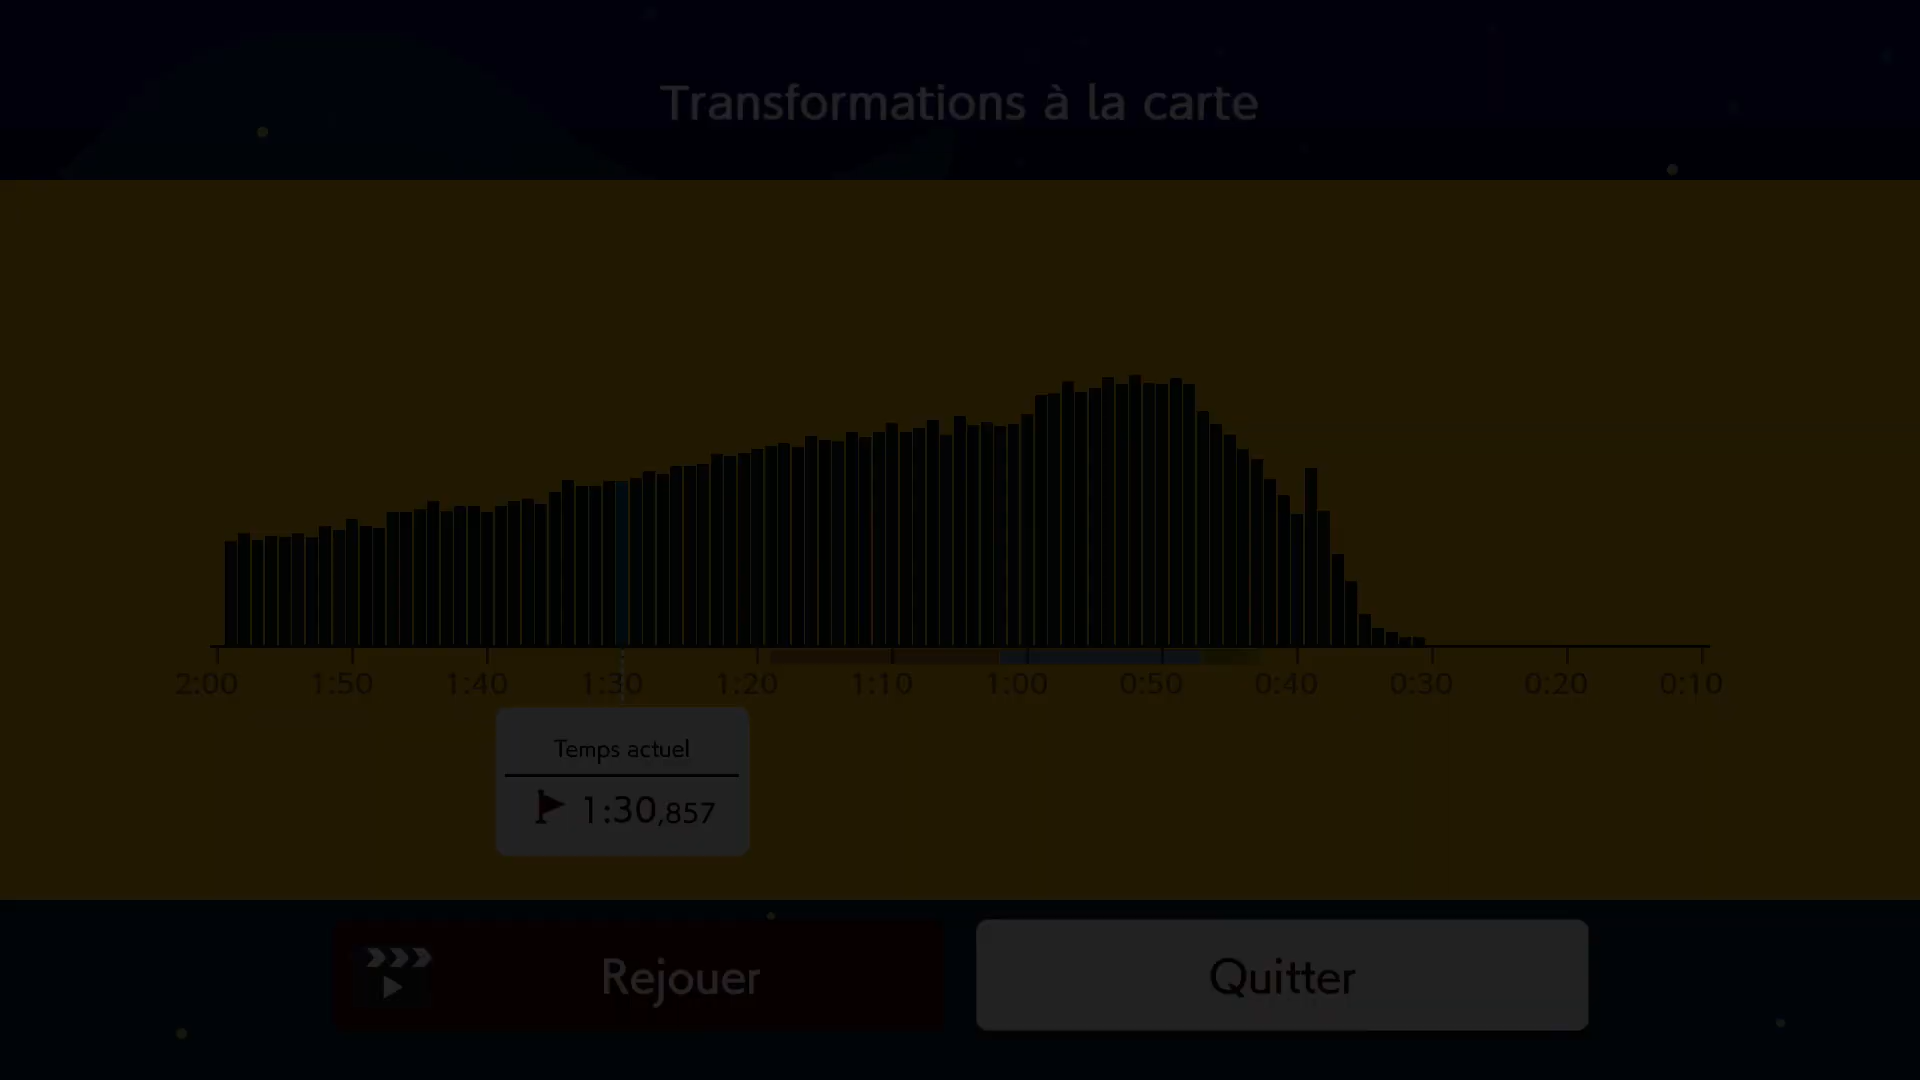 Transformations à la carte
2:00 1:50 1:40 1:30 1:20 1:10 1:00 0:50 0:40 0:30 0:20 0:10
Temps actuel
1:30,857
Rejouer
Quitter